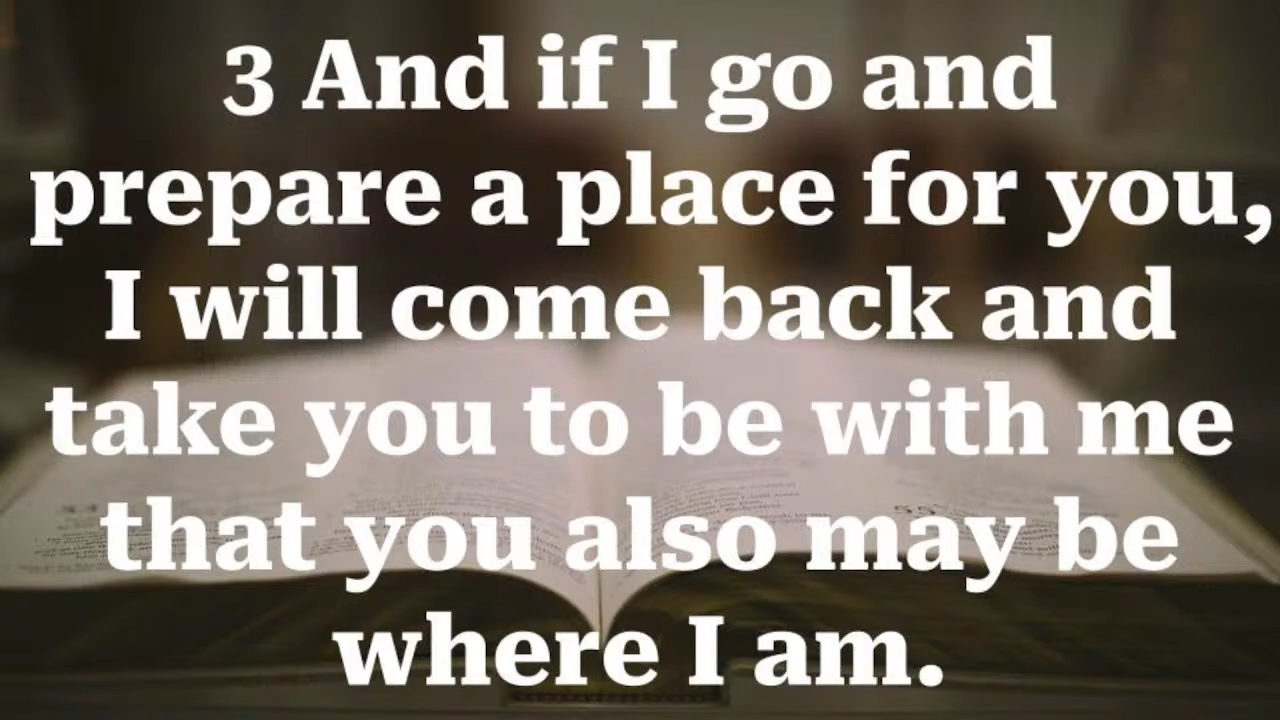 3 And if I go and
prepare a place for you,
I will come back and
take you to be with me
that you also may be
where I am.